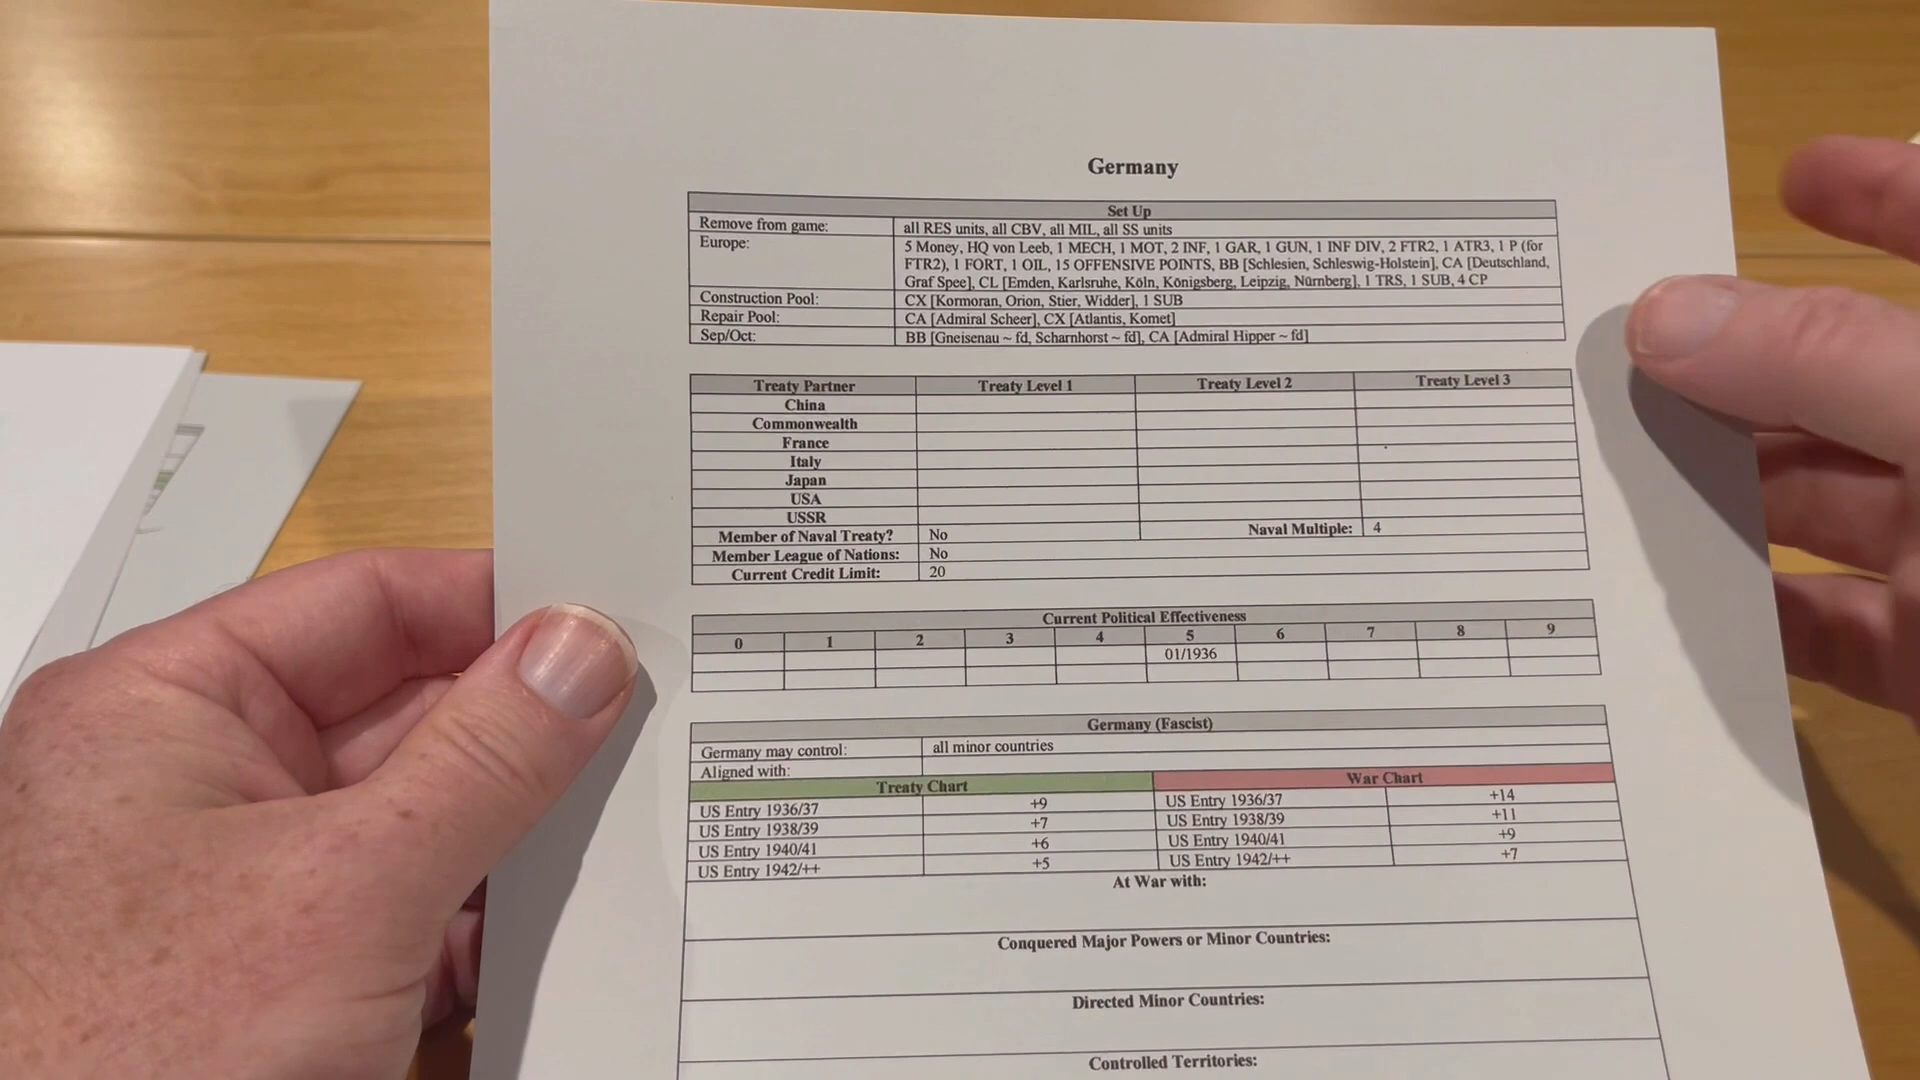 Germany
Set Up
Remove from game: all RES units, all CBV, all MIL, all SS units
Europe: 5 Money, HQ von Leeb, 1 MECH, 1 MOT, 2 INF, 1 GAR, 1 GUN, 1 INF DIV, 2 FTR2, 1 ATR3, 1 P (for
FTR2), 1 FORT, 1 OIL, 15 OFFENSIVE POINTS, BB [Schlesien, Schleswig-Holstein], CA [Deutschland,
Graf Spee], CL [Emden, Karlsruhe, Köln, Königsberg, Leipzig, Nürnberg], 1 TRS, 1 SUB, 4 CP
Construction Pool: CX [Kormoran, Orion, Stier, Widder], 1 SUB
Repair Pool: CA [Admiral Scheer], CX [Atlantis, Komet]
Sep/Oct: BB [Gneisenau ~ fd, Scharnhorst ~ fd], CA [Admiral Hipper ~ fd]
Treaty Partner Treaty Level 1 Treaty Level 2 Treaty Level 3
China
Commonwealth
France
Italy
Japan
USA
USSR
Member of Naval Treaty? No Naval Multiple: 4
Member League of Nations: No
Current Credit Limit: 20
Current Political Effectiveness
0 1 2 3 4 5 6 7 8 9
01/1936
Germany (Fascist)
Germany may control: all minor countries
Aligned with:
Treaty Chart War Chart
US Entry 1936/37 +9 US Entry 1936/37 +14
US Entry 1938/39 +7 US Entry 1938/39 +11
US Entry 1940/41 +6 US Entry 1940/41 +9
US Entry 1942/++ +5 US Entry 1942/++ +7
At War with:
Conquered Major Powers or Minor Countries:
Directed Minor Countries:
Controlled Territories: